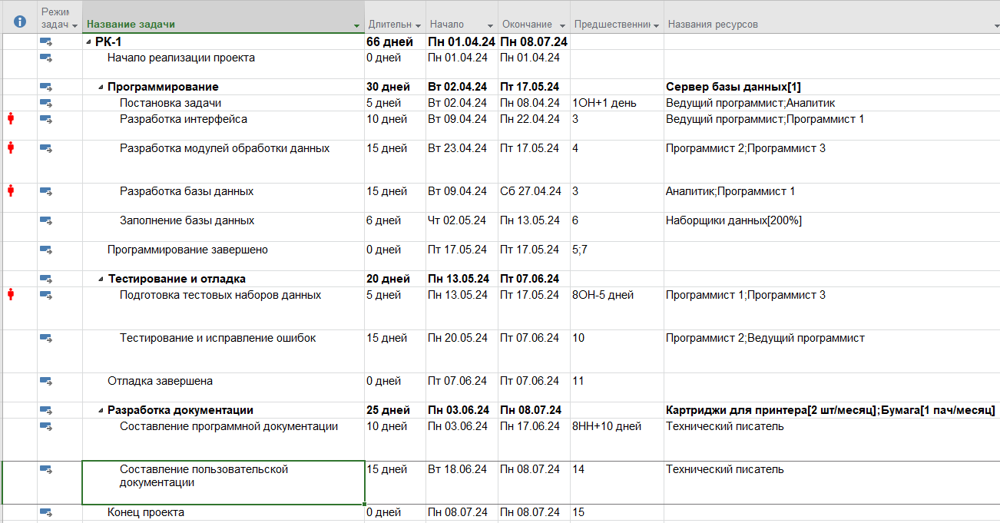 Режим задач Название задачи Длительн Начало Окончание Предшественни Названия ресурсов
РК-1 66 дней Пн 01.04.24 Пн 08.07.24
Начало реализации проекта 0 дней Пн 01.04.24 Пн 01.04.24
Программирование 30 дней Вт 02.04.24 Пт 17.05.24 Сервер базы данных[1]
Постановка задачи 5 дней Вт 02.04.24 Пн 08.04.24 1ОН+1 день Ведущий программист;Аналитик
Разработка интерфейса 10 дней Вт 09.04.24 Пн 22.04.24 3 Ведущий программист;Программист 1
Разработка модулей обработки данных 15 дней Вт 23.04.24 Пт 17.05.24 4 Программист 2;Программист 3
Разработка базы данных 15 дней Вт 09.04.24 Сб 27.04.24 3 Аналитик;Программист 1
Заполнение базы данных 6 дней Чт 02.05.24 Пн 13.05.24 6 Наборщики данных[200%]
Программирование завершено 0 дней Пт 17.05.24 Пт 17.05.24 5;7
Тестирование и отладка 20 дней Пн 13.05.24 Пт 07.06.24
Подготовка тестовых наборов данных 5 дней Пн 13.05.24 Пт 17.05.24 8ОН-5 дней Программист 1;Программист 3
Тестирование и исправление ошибок 15 дней Пн 20.05.24 Пт 07.06.24 10 Программист 2;Ведущий программист
Отладка завершена 0 дней Пт 07.06.24 Пт 07.06.24 11
Разработка документации 25 дней Пн 03.06.24 Пн 08.07.24 Картриджи для принтера[2 шт/месяц];Бумага[1 пач/месяц]
Составление программной документации 10 дней Пн 03.06.24 Пн 17.06.24 8НН+10 дней Технический писатель
Составление пользовательской 15 дней Вт 18.06.24 Пн 08.07.24 14 Технический писатель
документации
Конец проекта 0 дней Пн 08.07.24 Пн 08.07.24 15